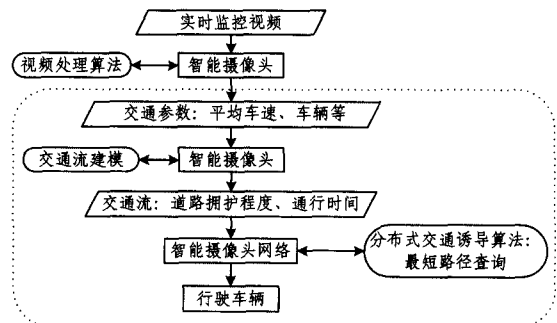 实时监控视频
视频处理算法
智能摄像头
交通参数：平均车速、车辆等
交通流建模
智能摄像头
交通流：道路拥护程度、通行时间
智能摄像头网络
分布式交通诱导算法：
最短路径查询
行驶车辆